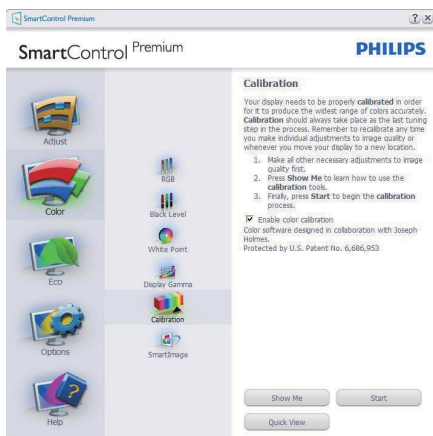 SmartControl Premium
? X
SmartControl Premium
PHILIPS
Adjust
Color
Eco
Options
Help
RGB
Black Level
White Point
Display Gamma
Calibration
SmartImage
Calibration
Your display needs to be properly calibrated in order
for it to produce the widest range of colors accurately.
Calibration should always take place as the last tuning
step in the process. Remember to recalibrate any time
you make individual adjustments to image quality or
whenever you move your display to a new location.
1. Make all other necessary adjustments to image
quality first.
2. Press Show Me to learn how to use the
calibration tools.
3. Finally, press Start to begin the calibration
process.
Enable color calibration
Color software designed in collaboration with Joseph
Holmes.
Protected by U.S. Patent No. 6,686,953
Show Me
Start
Quick View